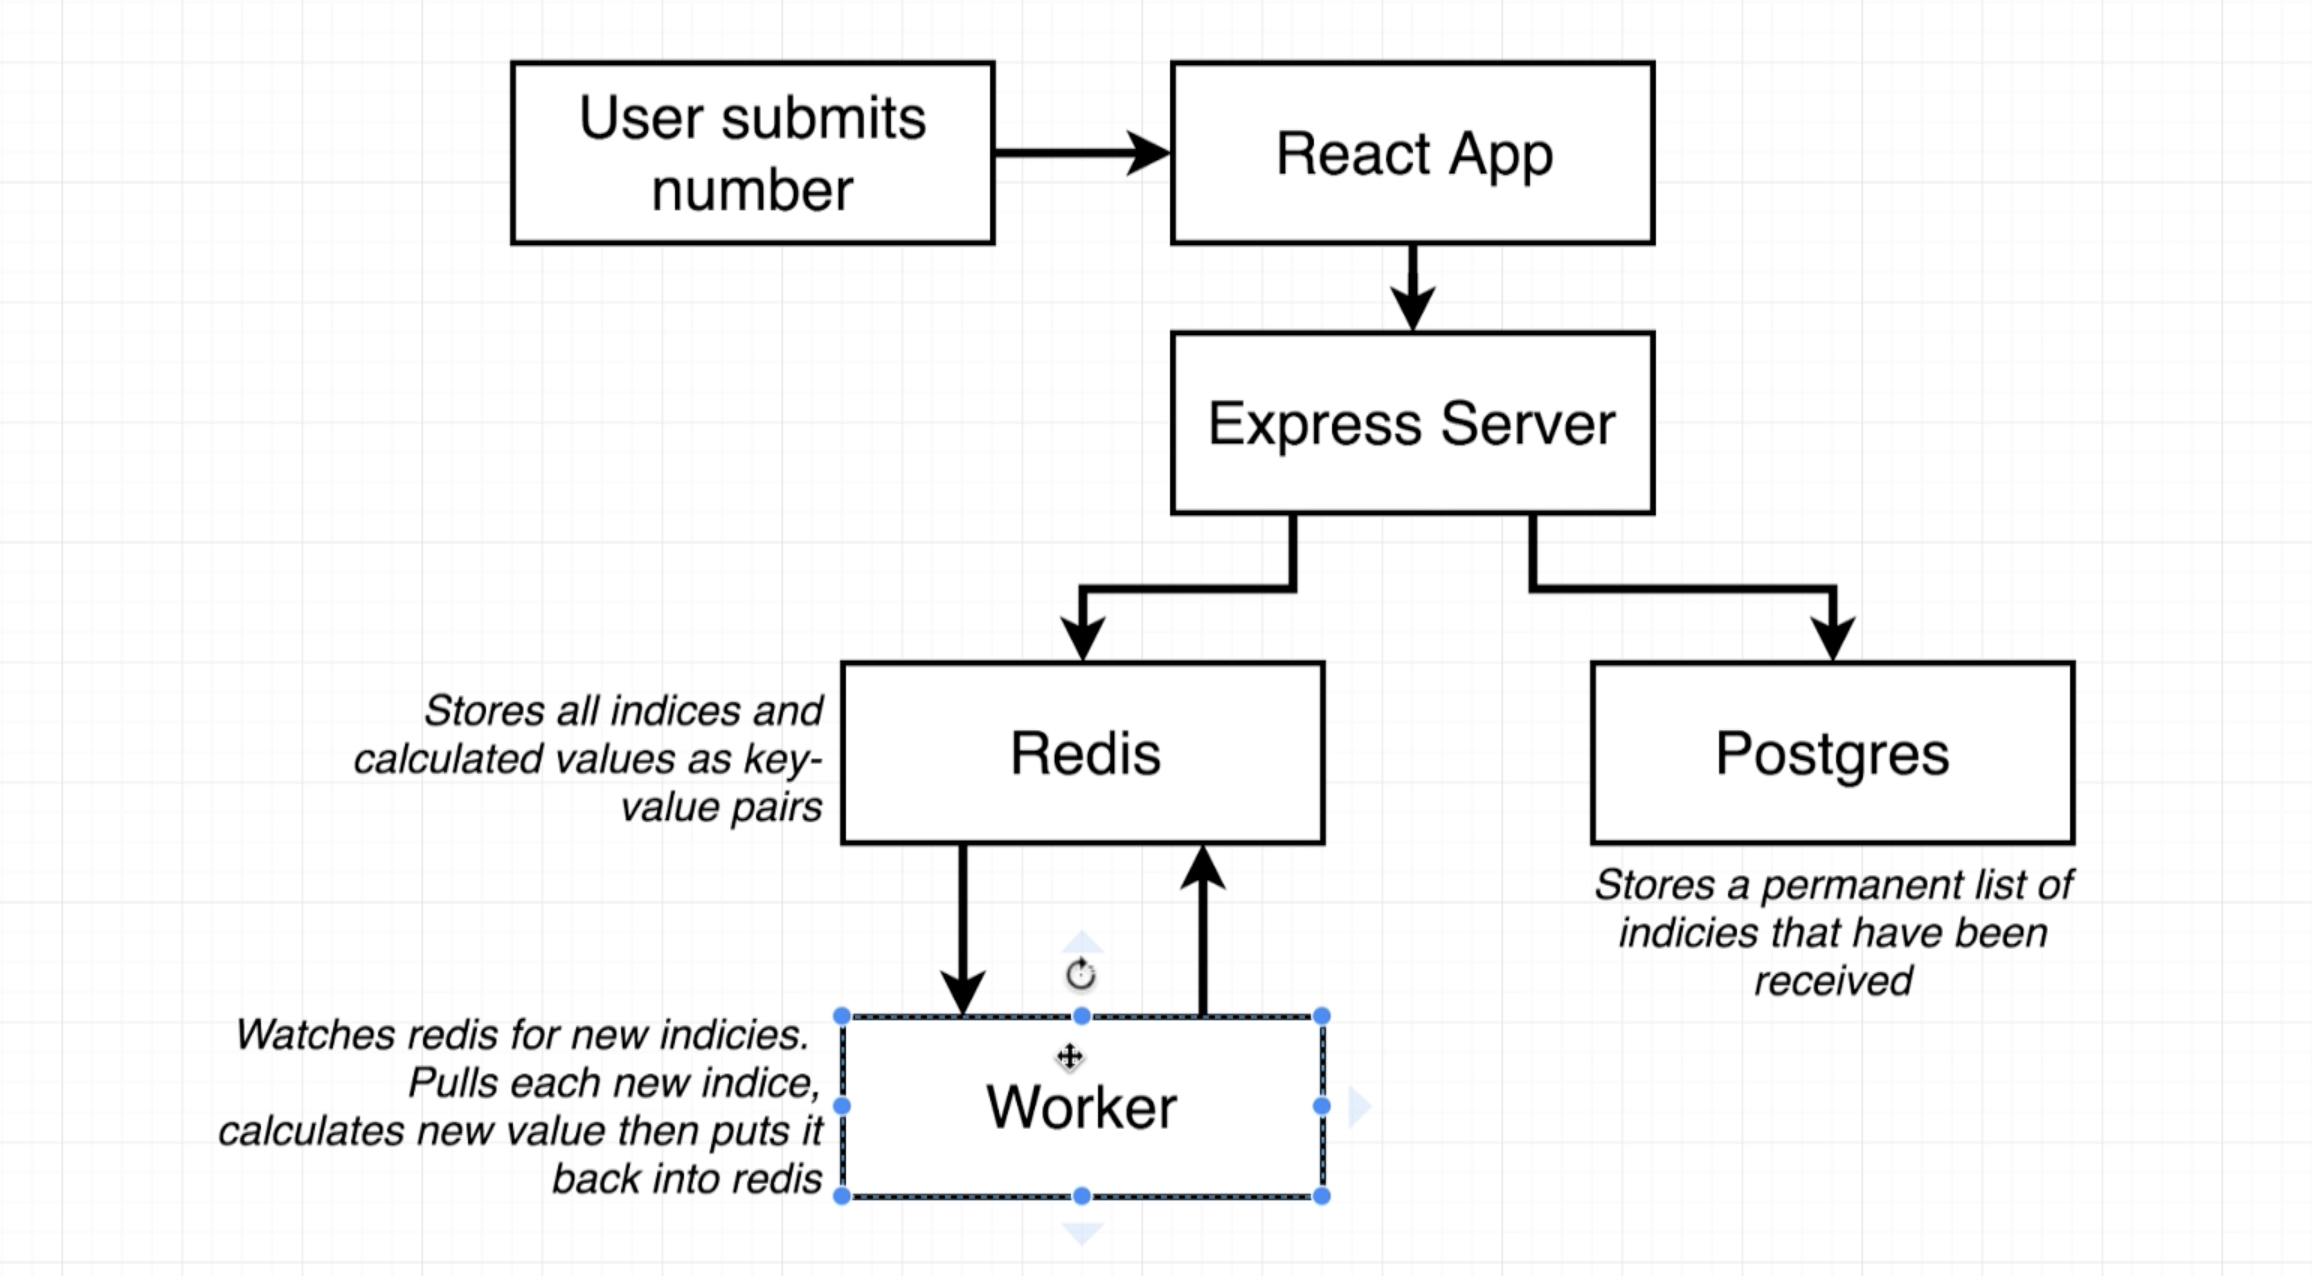 User submits
number
React App
Express Server
Stores all indices and
calculated values as key-
value pairs
Redis
Postgres
Stores a permanent list of
indicies that have been
received
Watches redis for new indicies.
Pulls each new indice,
calculates new value then puts it
back into redis
Worker